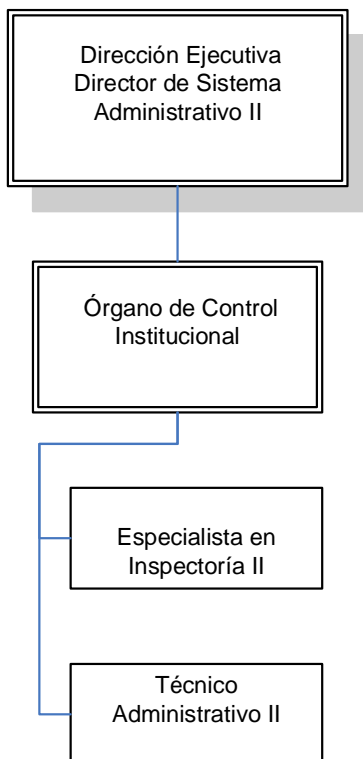 Dirección Ejecutiva
Director de Sistema
Administrativo II
Órgano de Control
Institucional
Especialista en
Inspectoría II
Técnico
Administrativo II